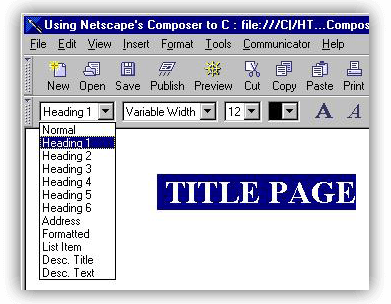 Using Netscape's Composer to C : file:///C|/HT...Compos
File Edit View Insert Format Tools Communicator Help
New Open Save Publish Preview Cut Copy Paste Print
Heading 1 Variable Width 12 A A
Normal
Heading 1
Heading 2
Heading 3
Heading 4
Heading 5
Heading 6
Address
Formatted
List Item
Desc. Title
Desc. Text
TITLE PAGE